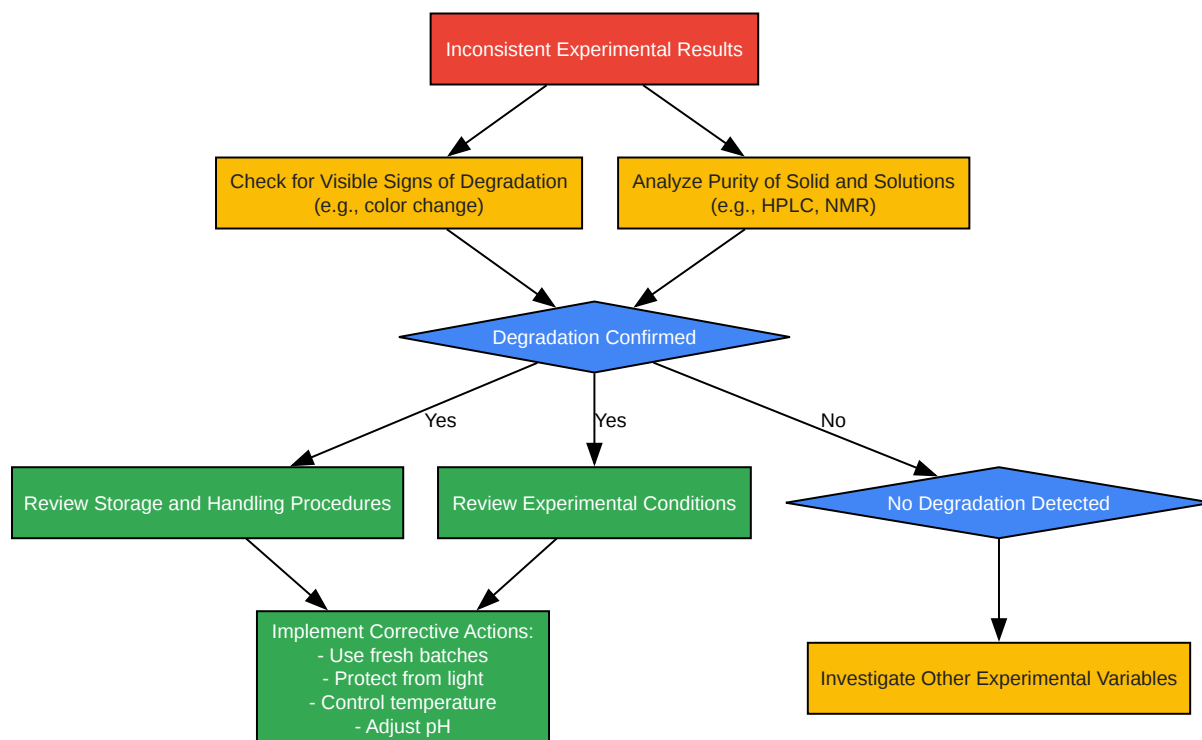 Inconsistent Experimental Results
Check for Visible Signs of Degradation
(e.g., color change)
Analyze Purity of Solid and Solutions
(e.g., HPLC, NMR)
Degradation Confirmed
Yes
Yes
No
Review Storage and Handling Procedures
Review Experimental Conditions
No Degradation Detected
Implement Corrective Actions:
- Use fresh batches
- Protect from light
- Control temperature
- Adjust pH
Investigate Other Experimental Variables